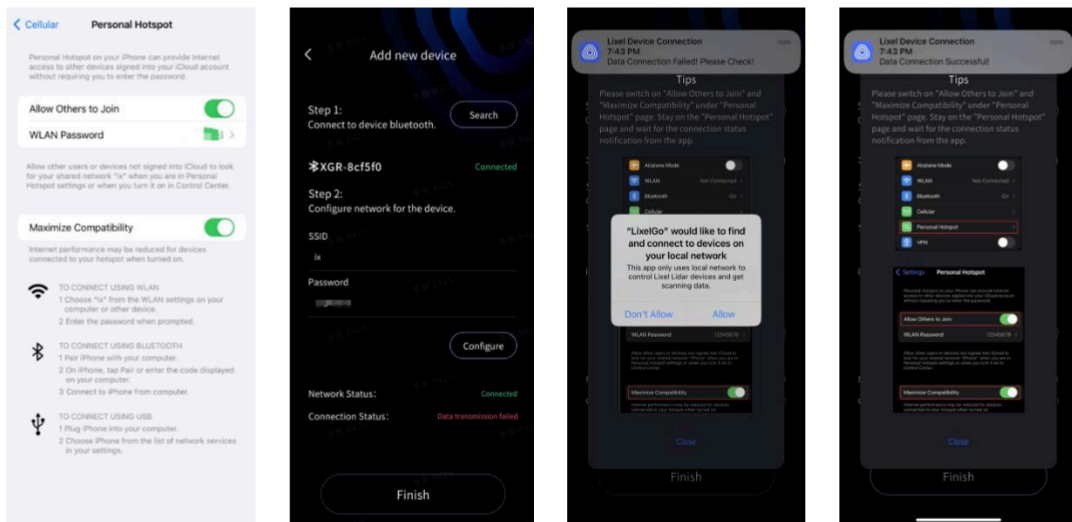 Cellular
Personal Hotspot
Personal Hotspot on your iPhone can provide Internet
access to other devices signed into your iCloud account
without requiring you to enter the password.
Allow Others to Join
WLAN Password
Allow other users or devices not signed into iCloud to look
for your shared network "ix" when you are in Personal
Hotspot settings or when you turn it on in Control Center.
Maximize Compatibility
Internet performance may be reduced for devices
connected to your hotspot when turned on.
TO CONNECT USING WLAN
1 Choose "ix" from the WLAN settings on your
computer or other device.
2 Enter the password when prompted.
TO CONNECT USING BLUETOOTH
1 Pair iPhone with your computer.
2 On iPhone, tap Pair or enter the code displayed
on your computer.
3 Connect to iPhone from computer.
TO CONNECT USING USB
1 Plug iPhone into your computer.
2 Choose iPhone from the list of network services
in your settings.
Add new device
Step 1:
Connect to device bluetooth.
Search
XGR-8cf5f0
Connected
Step 2:
Configure network for the device.
SSID
ix
Password
Configure
Network Status:
Connected
Connection Status:
Data transmission failed
Finish
Lixel Device Connection
now
7:43 PM
Data Connection Failed! Please Check!
Tips
Please switch on "Allow Others to Join" and
"Maximize Compatibility" under "Personal
Hotspot" page. Stay on the "Personal Hotspot"
page and wait for the connection status
notification from the app.
Airplane Mode
WLAN
Not Connected
Bluetooth
On
Cellular
"LixelGo" would like to find
and connect to devices on
your local network
This app only uses local network to
control Lixel Lidar devices and get
scanning data.
Don't Allow
Allow
WLAN Password
12345678
Maximize Compatibility
Close
Finish
Lixel Device Connection
now
7:43 PM
Data Connection Successful!
Tips
Please switch on "Allow Others to Join" and
"Maximize Compatibility" under "Personal
Hotspot" page. Stay on the "Personal Hotspot"
page and wait for the connection status
notification from the app.
Airplane Mode
WLAN
Not Connected
Bluetooth
On
Cellular
Personal Hotspot
VPN
Settings
Personal Hotspot
Allow Others to Join
WLAN Password
12345678
Maximize Compatibility
Close
Finish